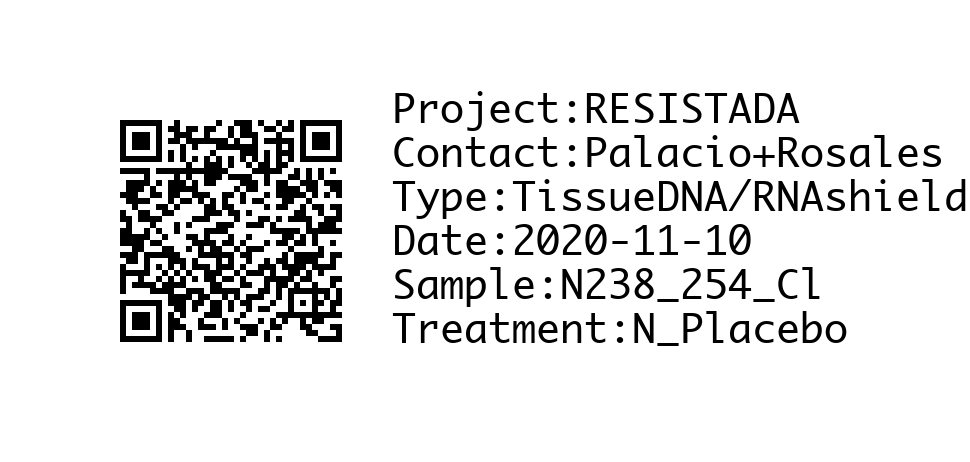 Project:RESISTADA
Contact:Palacio+Rosales
Type:TissueDNA/RNAshield
Date:2020-11-10
Sample:N238_254_Cl
Treatment:N_Placebo